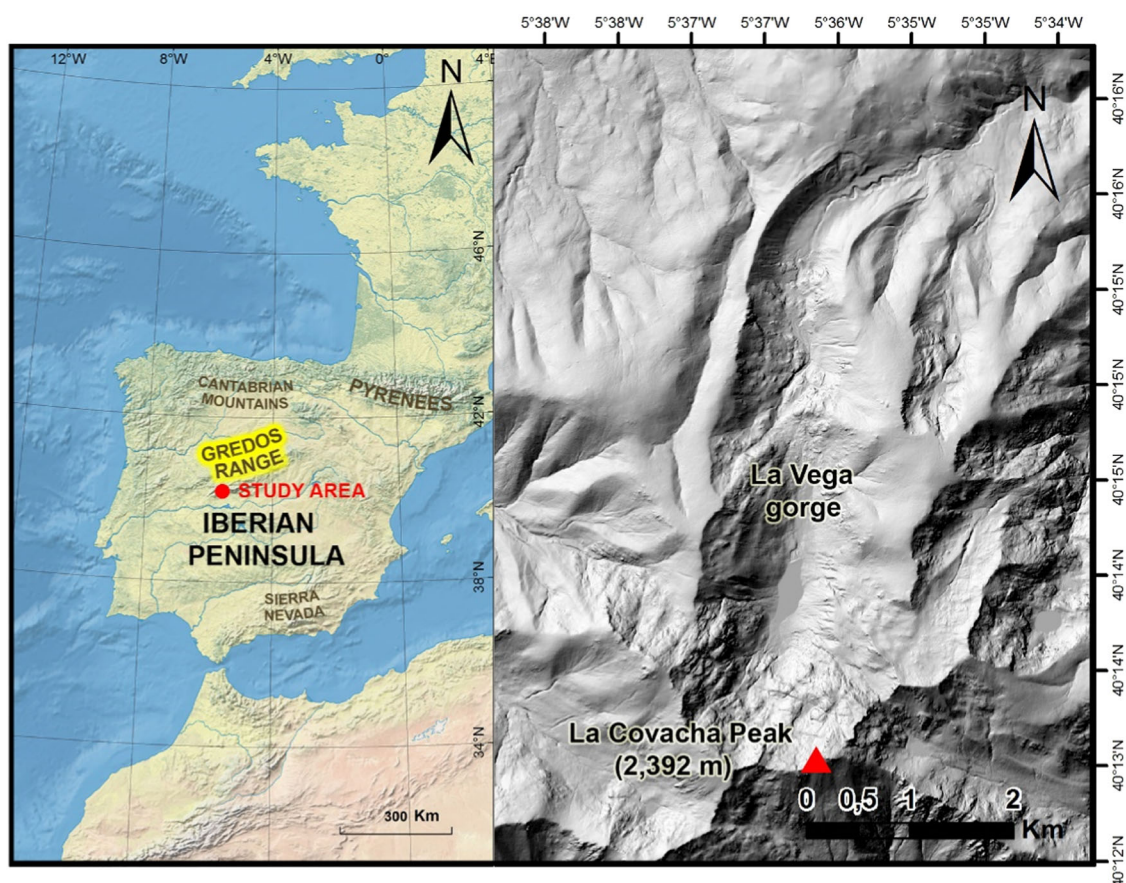 5°38'W 5°38'W 5°37'W 5°37'W 5°36'W 5°35'W 5°35'W 5°34'W
12°W 8°W 4°W 0° 4°E
N
N
40°16'N
40°16'N
46°N
40°15'N
40°15'N
CANTABRIAN
MOUNTAINS
PYRENEES
42°N
GREDOS
RANGE
STUDY AREA
La Vega
gorge
40°15'N
IBERIAN
PENINSULA
38°N
40°14'N
SIERRA
NEVADA
40°14'N
34°N
La Covacha Peak
(2,392 m)
40°13'N
300 Km
0 0,5 1 2
Km
40°12'N